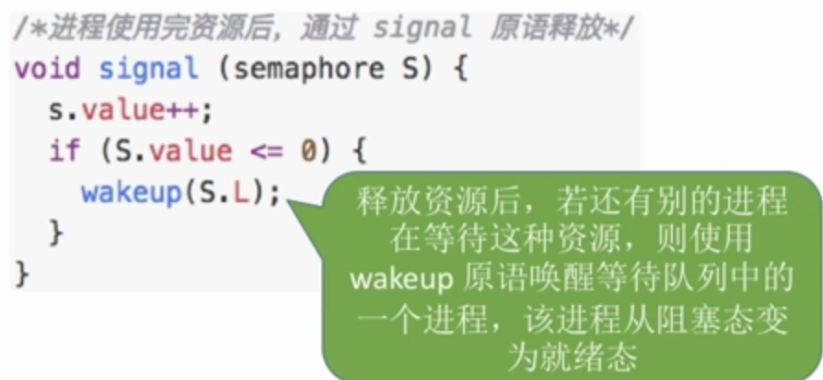 /*进程使用完资源后，通过 signal 原语释放*/
void signal (semaphore S) {
s.value++;
if (S.value <= 0) {
wakeup(S.L);
}
}
释放资源后，若还有别的进程
在等待这种资源，则使用
wakeup 原语唤醒等待队列中的
一个进程，该进程从阻塞态变
为就绪态